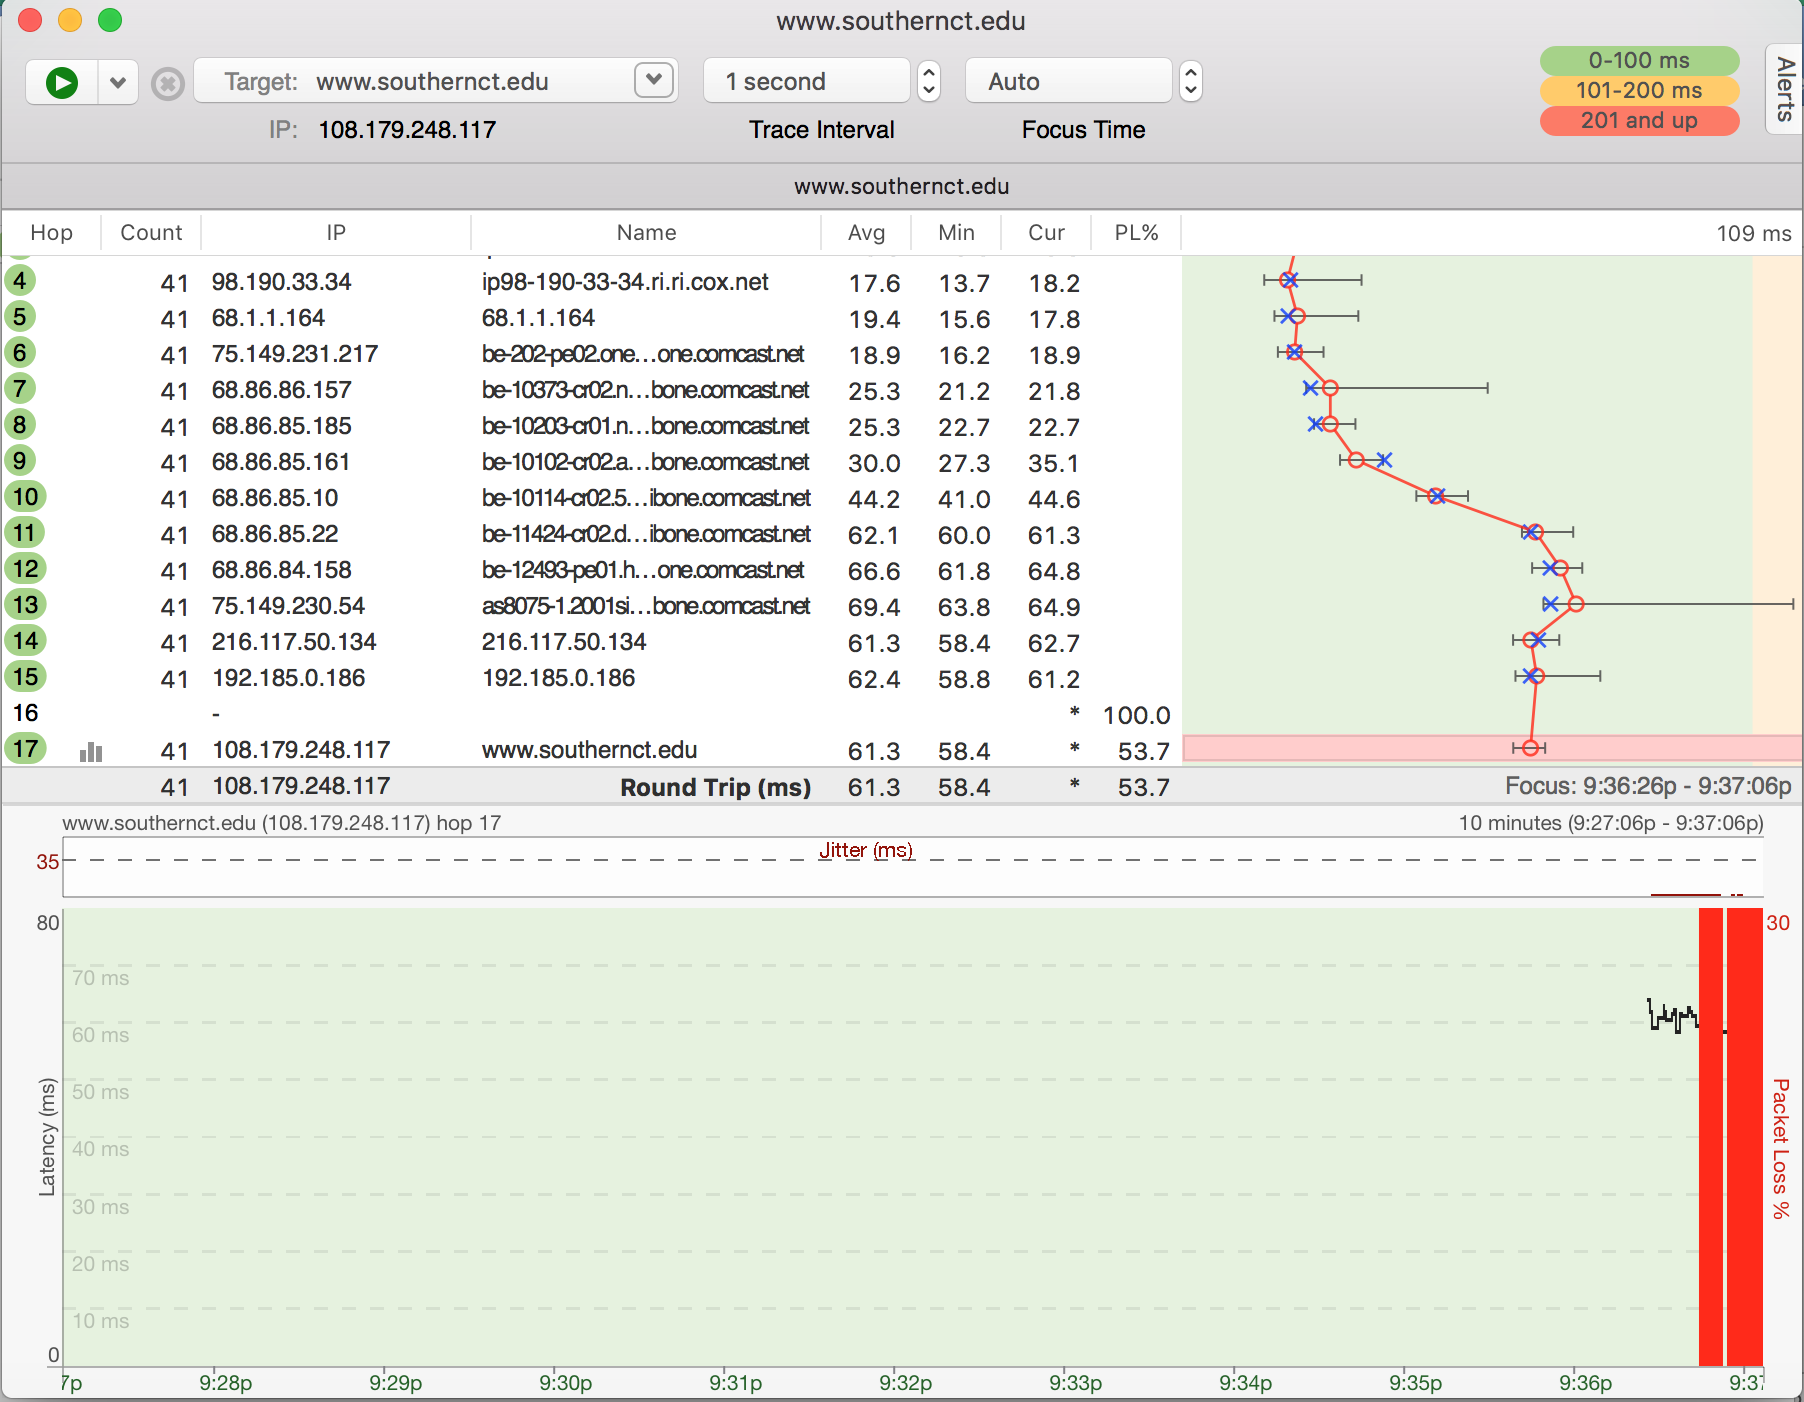 www.southernct.edu
Target: www.southernct.edu 1 second Auto
IP: 108.179.248.117 Trace Interval Focus Time
0-100 ms
101-200 ms
201 and up
Alerts
www.southernct.edu
Hop Count IP Name Avg Min Cur PL% 109 ms
4 41 98.190.33.34 ip98-190-33-34.ri.ri.cox.net 17.6 13.7 18.2
5 41 68.1.1.164 68.1.1.164 19.4 15.6 17.8
6 41 75.149.231.217 be-202-pe02.one...one.comcast.net 18.9 16.2 18.9
7 41 68.86.86.157 be-10373-cr02.n...bone.comcast.net 25.3 21.2 21.8
8 41 68.86.85.185 be-10203-cr01.n...bone.comcast.net 25.3 22.7 22.7
9 41 68.86.85.161 be-10102-cr02.a...bone.comcast.net 30.0 27.3 35.1
10 41 68.86.85.10 be-10114-cr02.5...ibone.comcast.net 44.2 41.0 44.6
11 41 68.86.85.22 be-11424-cr02.d...ibone.comcast.net 62.1 60.0 61.3
12 41 68.86.84.158 be-12493-pe01.h...one.comcast.net 66.6 61.8 64.8
13 41 75.149.230.54 as8075-1.2001si...bone.comcast.net 69.4 63.8 64.9
14 41 216.117.50.134 216.117.50.134 61.3 58.4 62.7
15 41 192.185.0.186 192.185.0.186 62.4 58.8 61.2
16 - * 100.0
17 41 108.179.248.117 www.southernct.edu 61.3 58.4 * 53.7
41 108.179.248.117 Round Trip (ms) 61.3 58.4 * 53.7 Focus: 9:36:26p - 9:37:06p
www.southernct.edu (108.179.248.117) hop 17 10 minutes (9:27:06p - 9:37:06p)
Jitter (ms)
35
80 30
70 ms
60 ms
50 ms
40 ms
30 ms
20 ms
10 ms
0
Latency (ms)
Packet Loss %
7p 9:28p 9:29p 9:30p 9:31p 9:32p 9:33p 9:34p 9:35p 9:36p 9:37